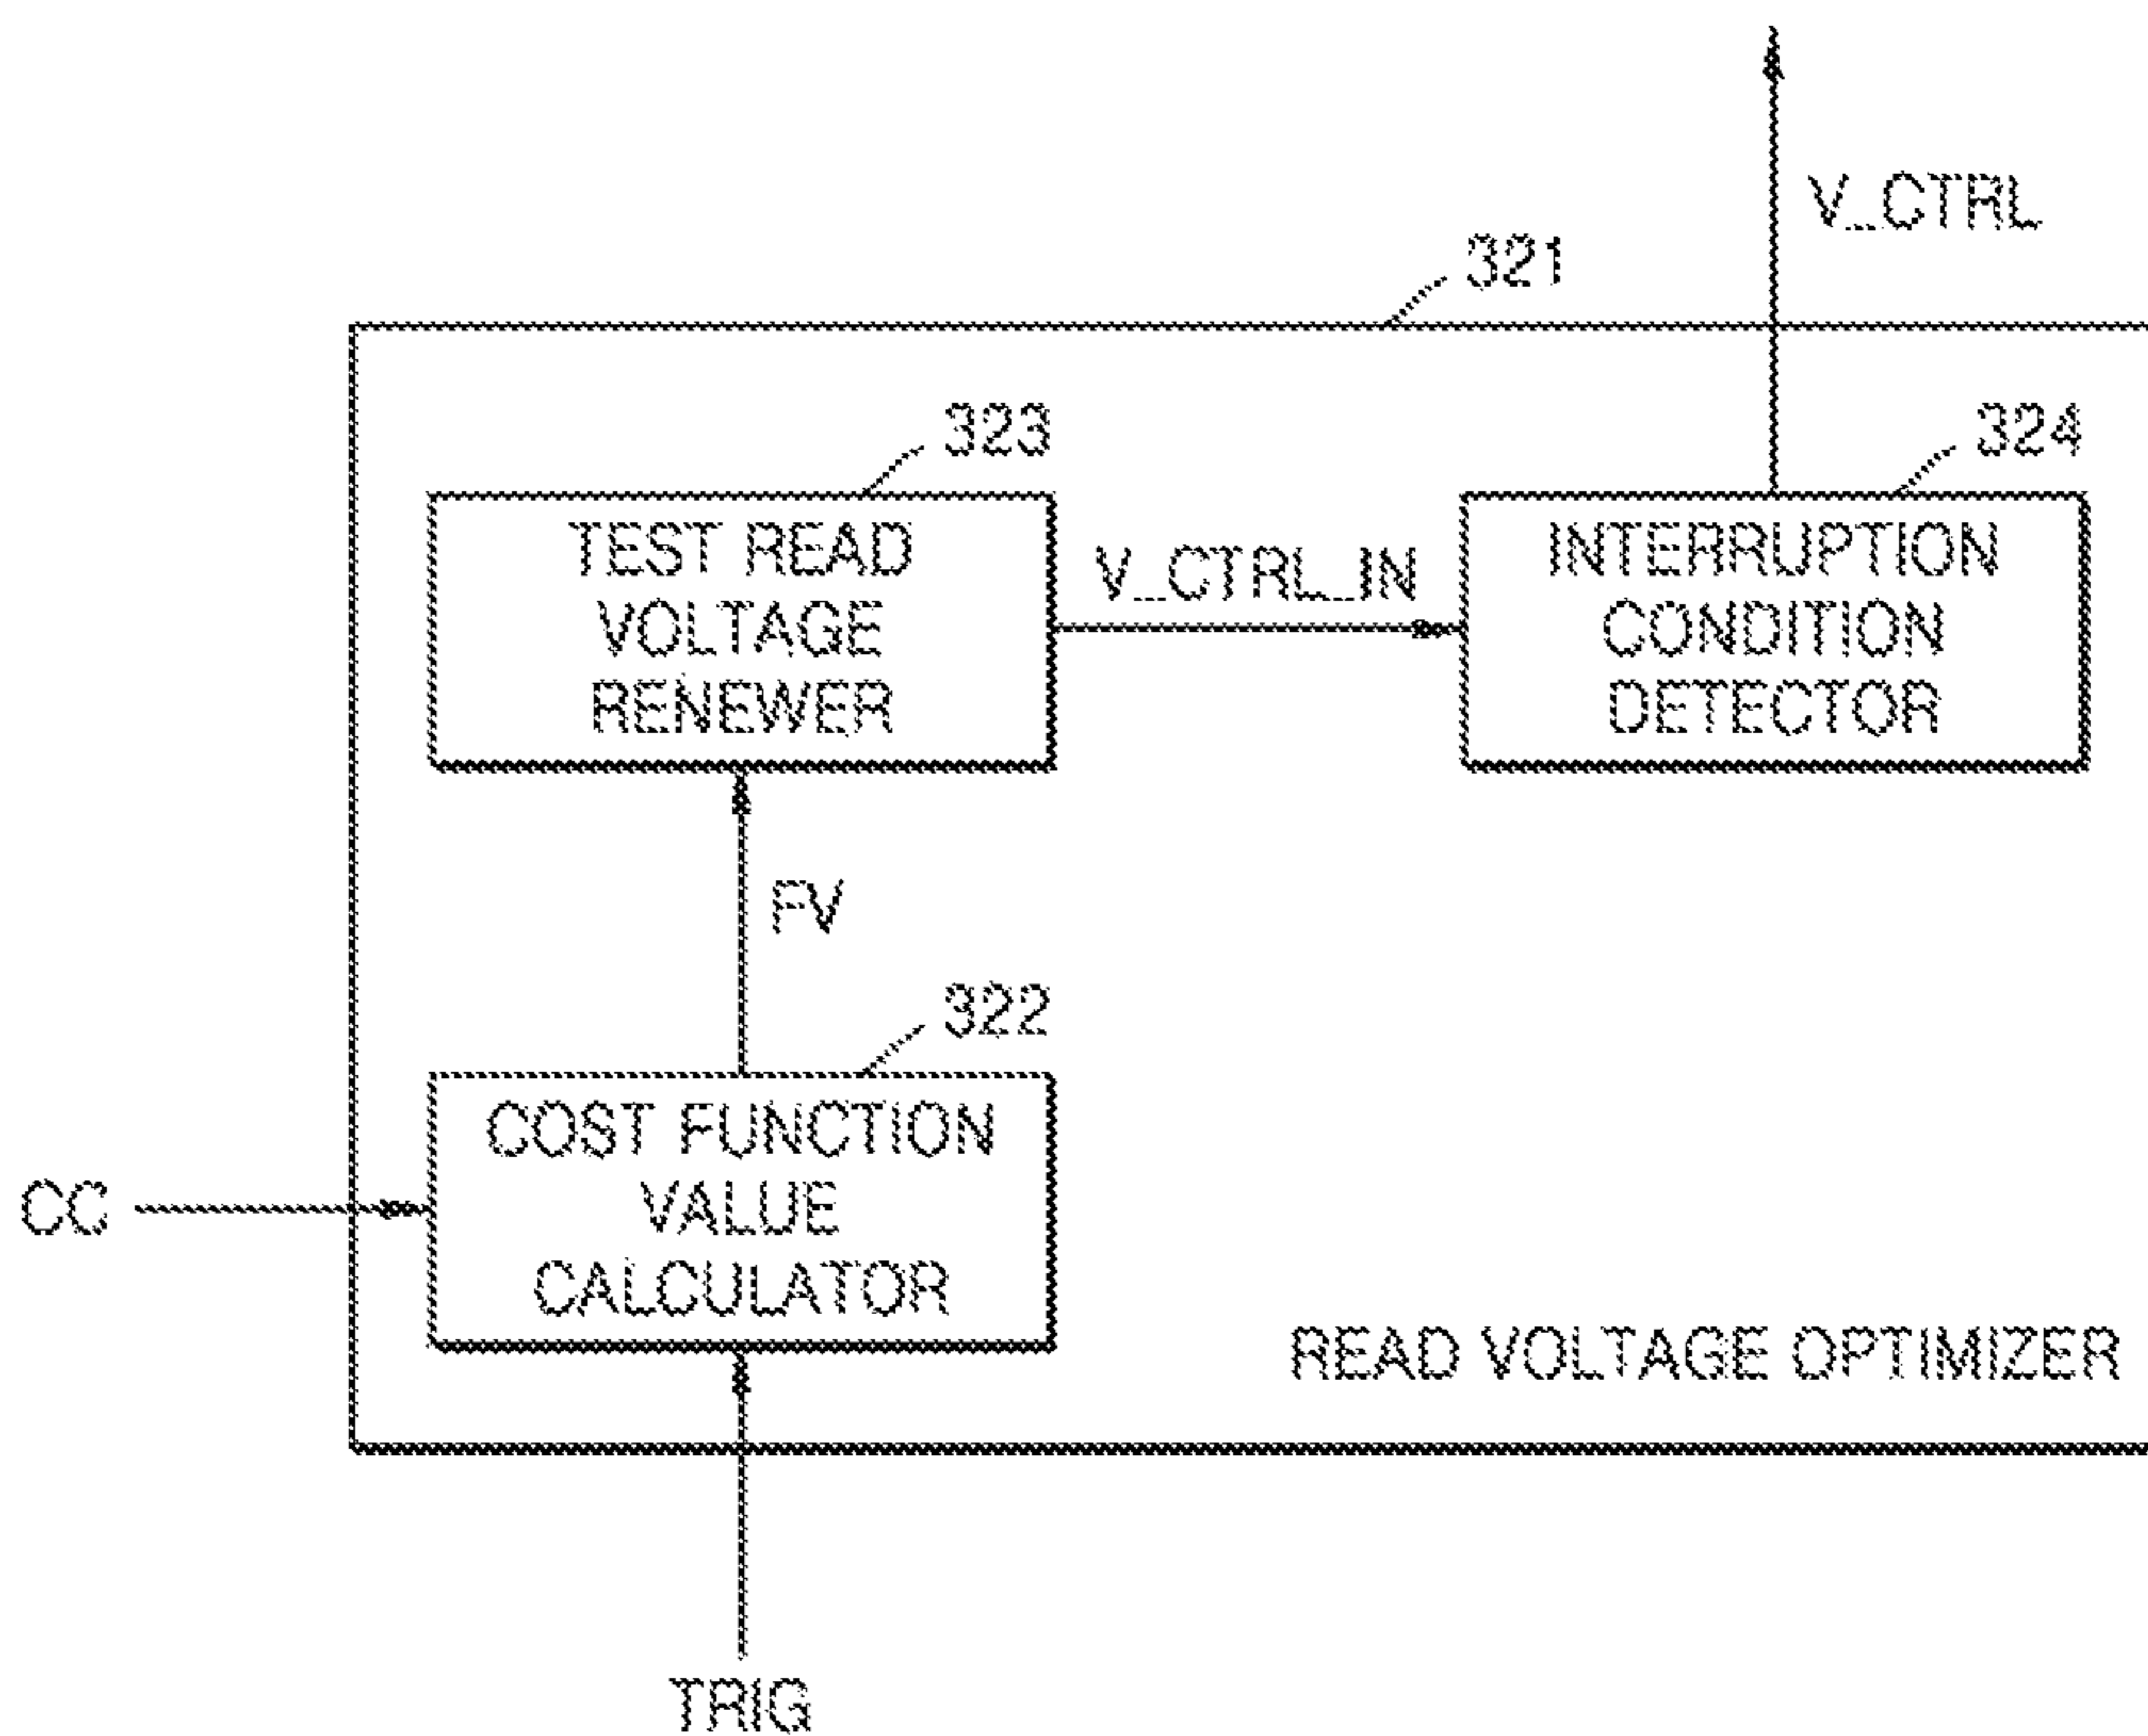 V_CTRL
321
323
324
TEST READ
VOLTAGE
RENEWER
V_CTRL_IN
INTERRUPTION
CONDITION
DETECTOR
FV
322
COST FUNCTION
VALUE
CALCULATOR
CC
READ VOLTAGE OPTIMIZER
TRIG